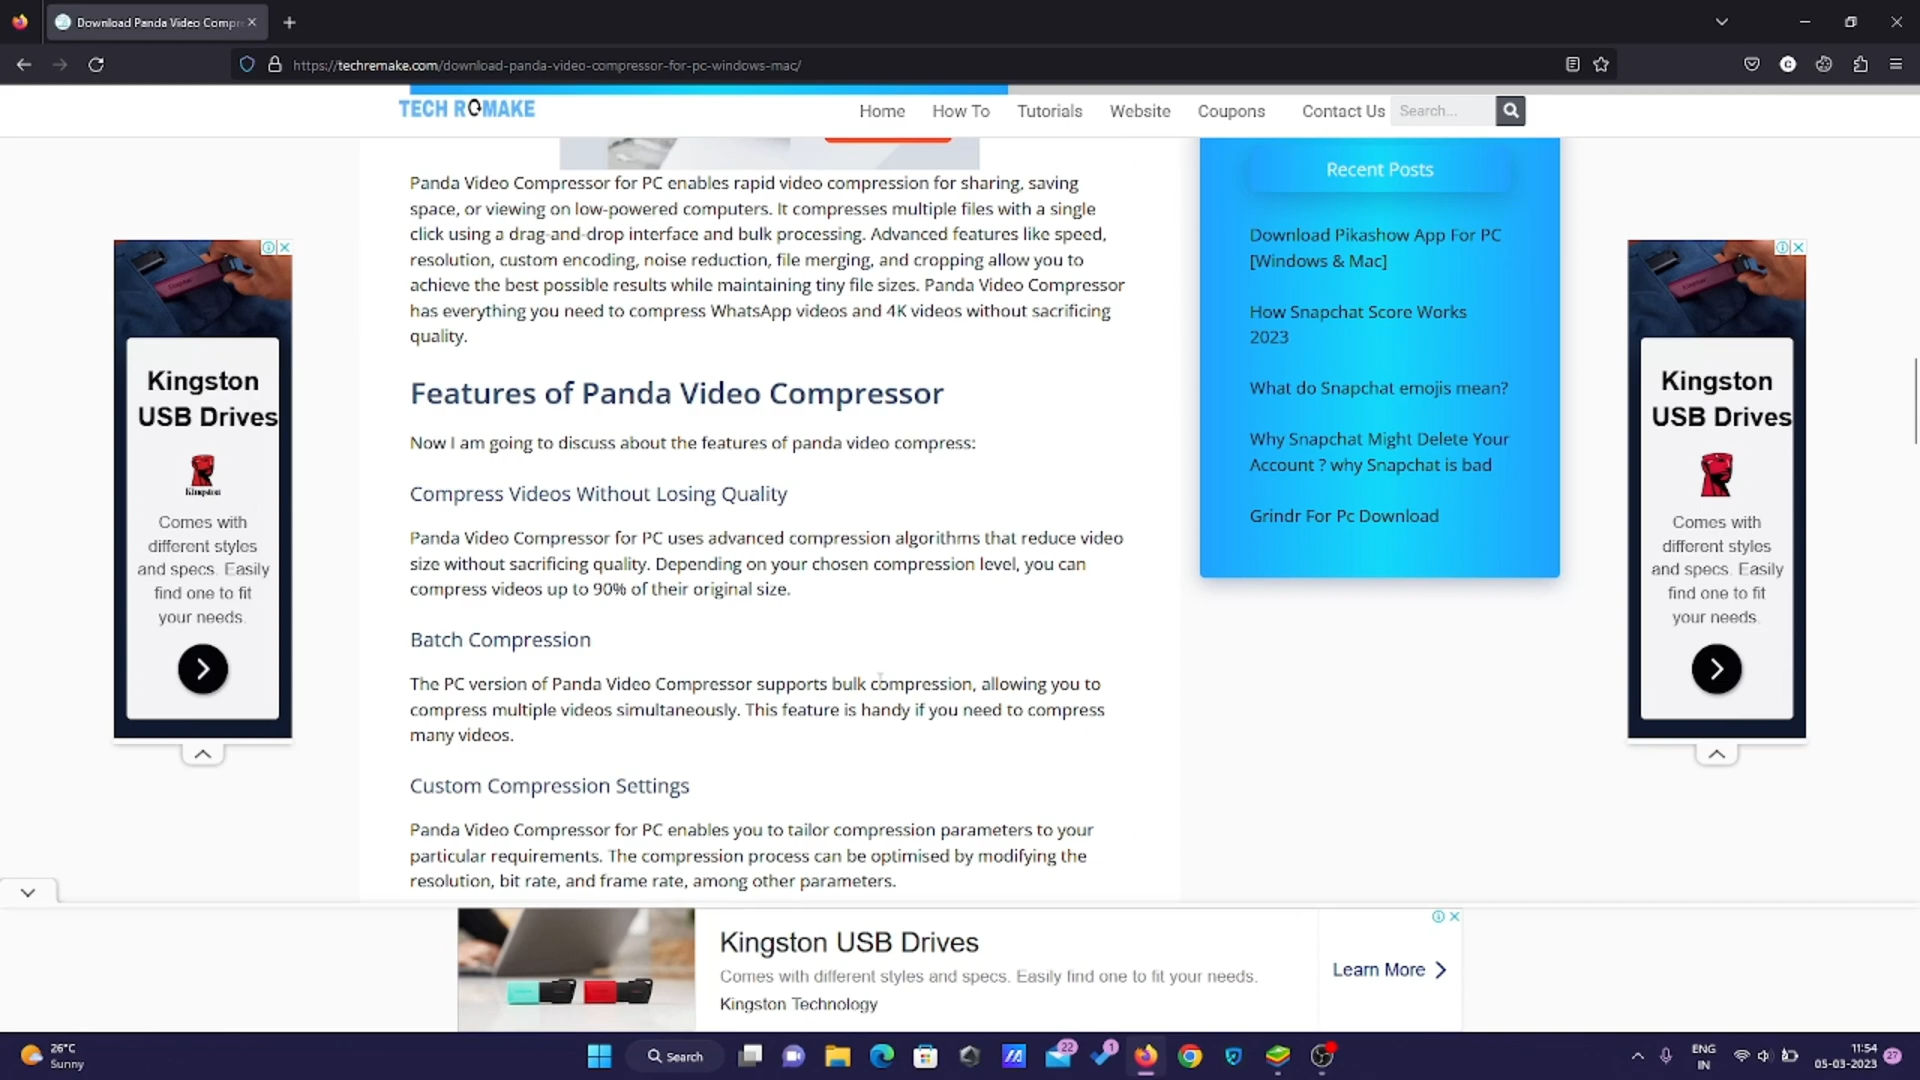 Download Panda Video Compr
https://techremake.com/download-panda-video-compressor-for-pc-windows-mac/
TECH REMAKE
Home How To Tutorials Website Coupons Contact Us Search...
Panda Video Compressor for PC enables rapid video compression for sharing, saving
space, or viewing on low-powered computers. It compresses multiple files with a single
click using a drag-and-drop interface and bulk processing. Advanced features like speed,
resolution, custom encoding, noise reduction, file merging, and cropping allow you to
achieve the best possible results while maintaining tiny file sizes. Panda Video Compressor
has everything you need to compress WhatsApp videos and 4K videos without sacrificing
quality.
Features of Panda Video Compressor
Now I am going to discuss about the features of panda video compress:
Compress Videos Without Losing Quality
Panda Video Compressor for PC uses advanced compression algorithms that reduce video
size without sacrificing quality. Depending on your chosen compression level, you can
compress videos up to 90% of their original size.
Batch Compression
The PC version of Panda Video Compressor supports bulk compression, allowing you to
compress multiple videos simultaneously. This feature is handy if you need to compress
many videos.
Custom Compression Settings
Panda Video Compressor for PC enables you to tailor compression parameters to your
particular requirements. The compression process can be optimised by modifying the
resolution, bit rate, and frame rate, among other parameters.
Recent Posts
Download Pikashow App For PC
[Windows & Mac]
How Snapchat Score Works
2023
What do Snapchat emojis mean?
Why Snapchat Might Delete Your
Account ? why Snapchat is bad
Grindr For Pc Download
Kingston
USB Drives
Kingston
Comes with
different styles
and specs. Easily
find one to fit
your needs.
Kingston
USB Drives
Comes with
different styles
and specs. Easily
find one to fit
your needs.
Kingston USB Drives
Comes with different styles and specs. Easily find one to fit your needs.
Kingston Technology
Learn More
26°C
Sunny
Search
22
1
ENG
IN
11:54
05-03-2023
27